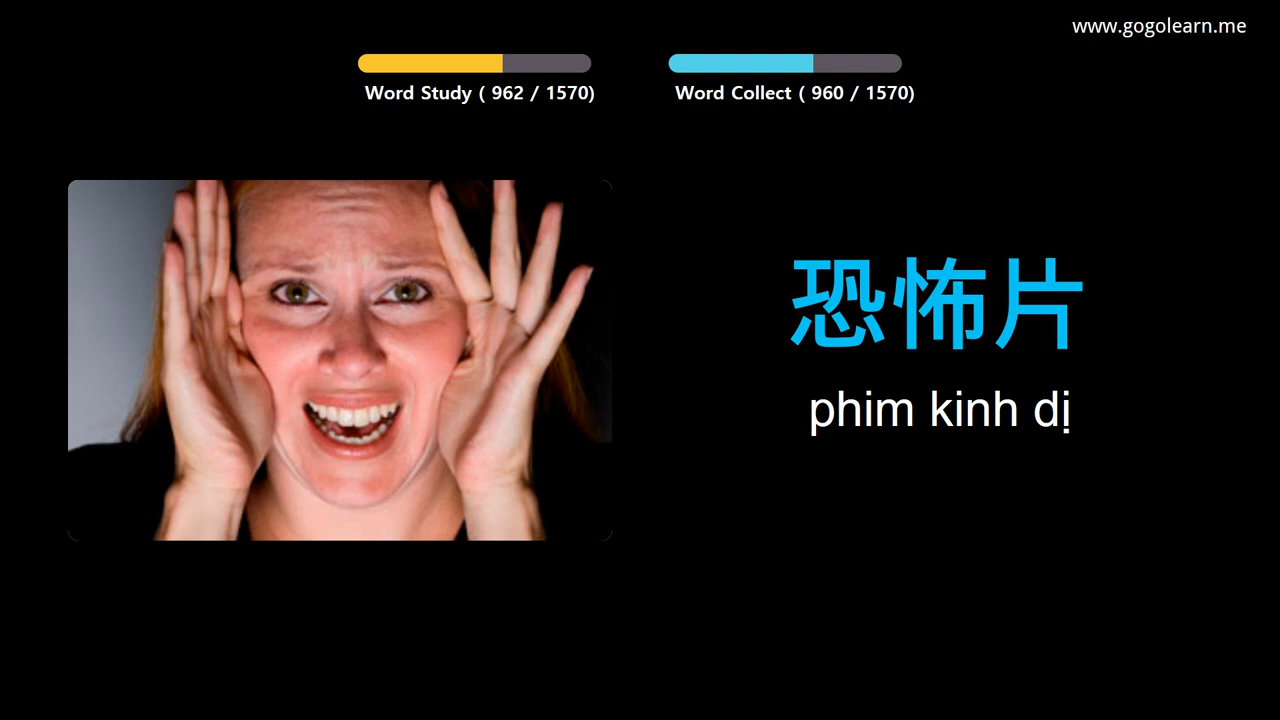 www.gogolearn.me
Word Study ( 962 / 1570)
Word Collect ( 960 / 1570)
恐怖片
phim kinh dị